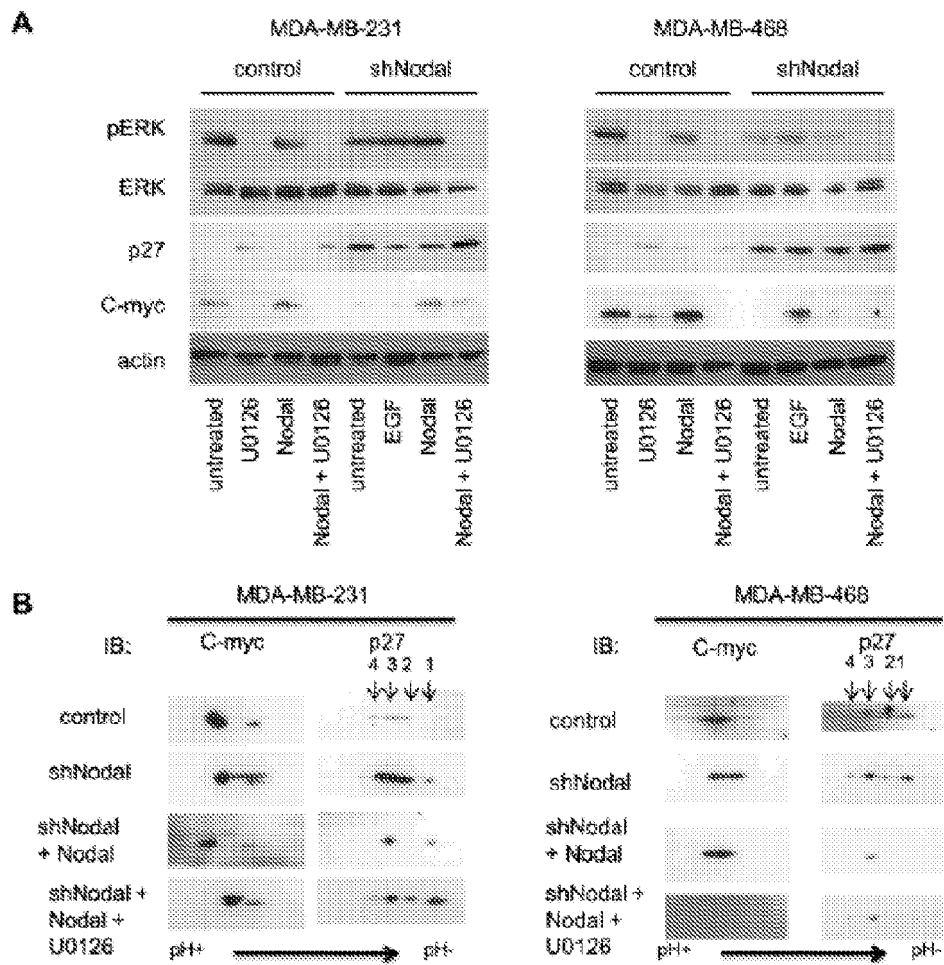 A
MDA-MB-231
MDA-MB-468
control shNodal
control shNodal
pERK
ERK
p27
C-myc
actin
untreated
U0126
Nodal
Nodal + U0126
untreated
EGF
Nodal
Nodal + U0126
untreated
U0126
Nodal
Nodal + U0126
untreated
EGF
Nodal
Nodal + U0126
B
MDA-MB-231
IB: C-myc p27
4 3 2 1
control
shNodal
shNodal
+ Nodal
shNodal +
Nodal +
U0126
pH+ pH-
MDA-MB-468
IB: C-myc p27
4 3 21
control
shNodal
shNodal
+ Nodal
shNodal +
Nodal +
U0126
pH+ pH-